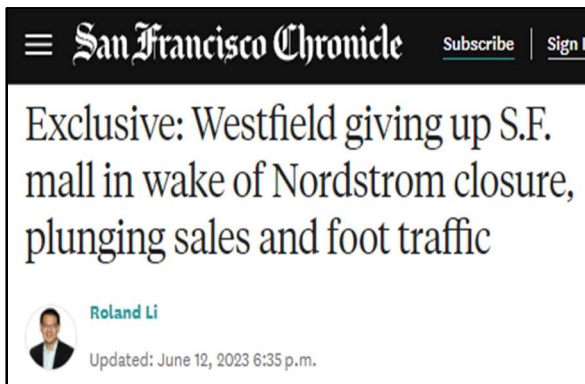 San Francisco Chronicle Subscribe Sign
Exclusive: Westfield giving up S.F.
mall in wake of Nordstrom closure,
plunging sales and foot traffic
Roland Li
Updated: June 12, 2023 6:35 p.m.